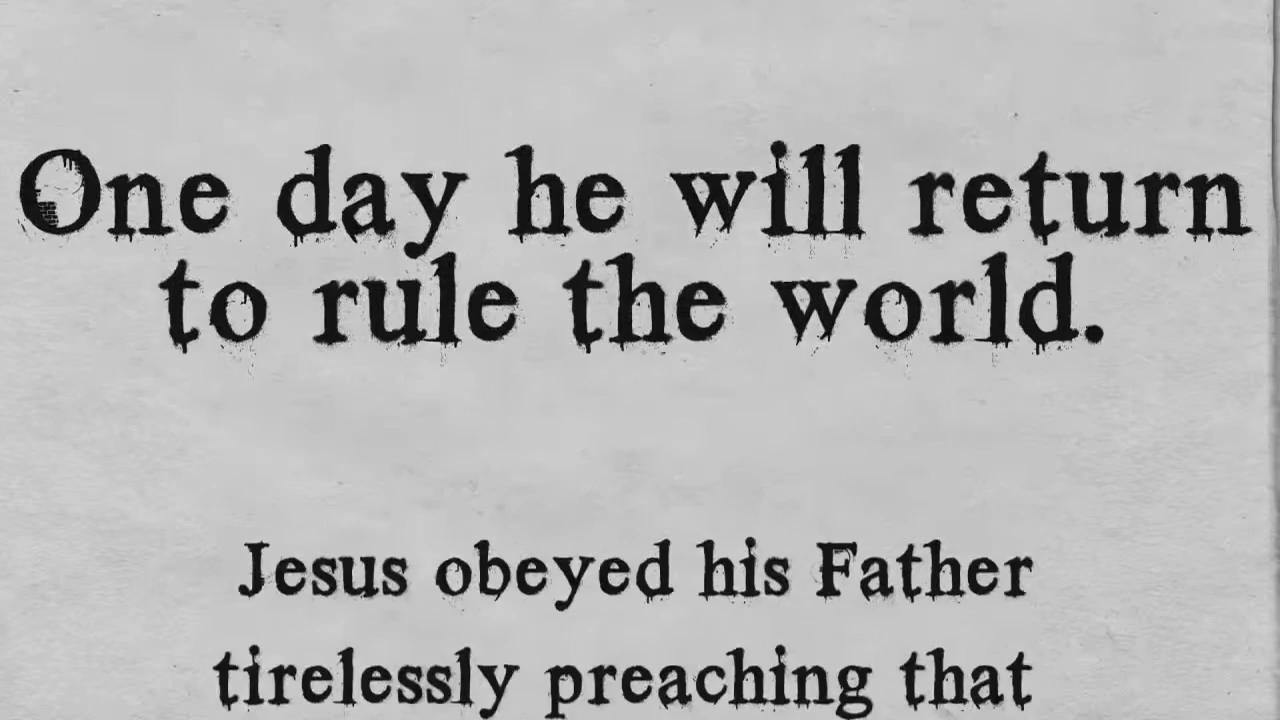 One day he will return
to rule the world.
Jesus obeyed his Father
tirelessly preaching that